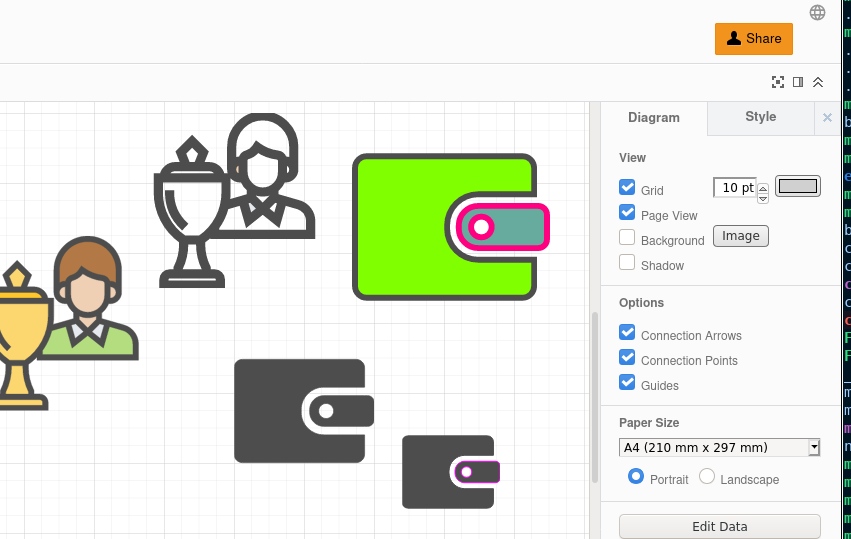 Share
Diagram
Style
View
Grid
10 pt
Page View
Background
Image
Shadow
Options
Connection Arrows
Connection Points
Guides
Paper Size
A4 (210 mm x 297 mm)
Portrait
Landscape
Edit Data